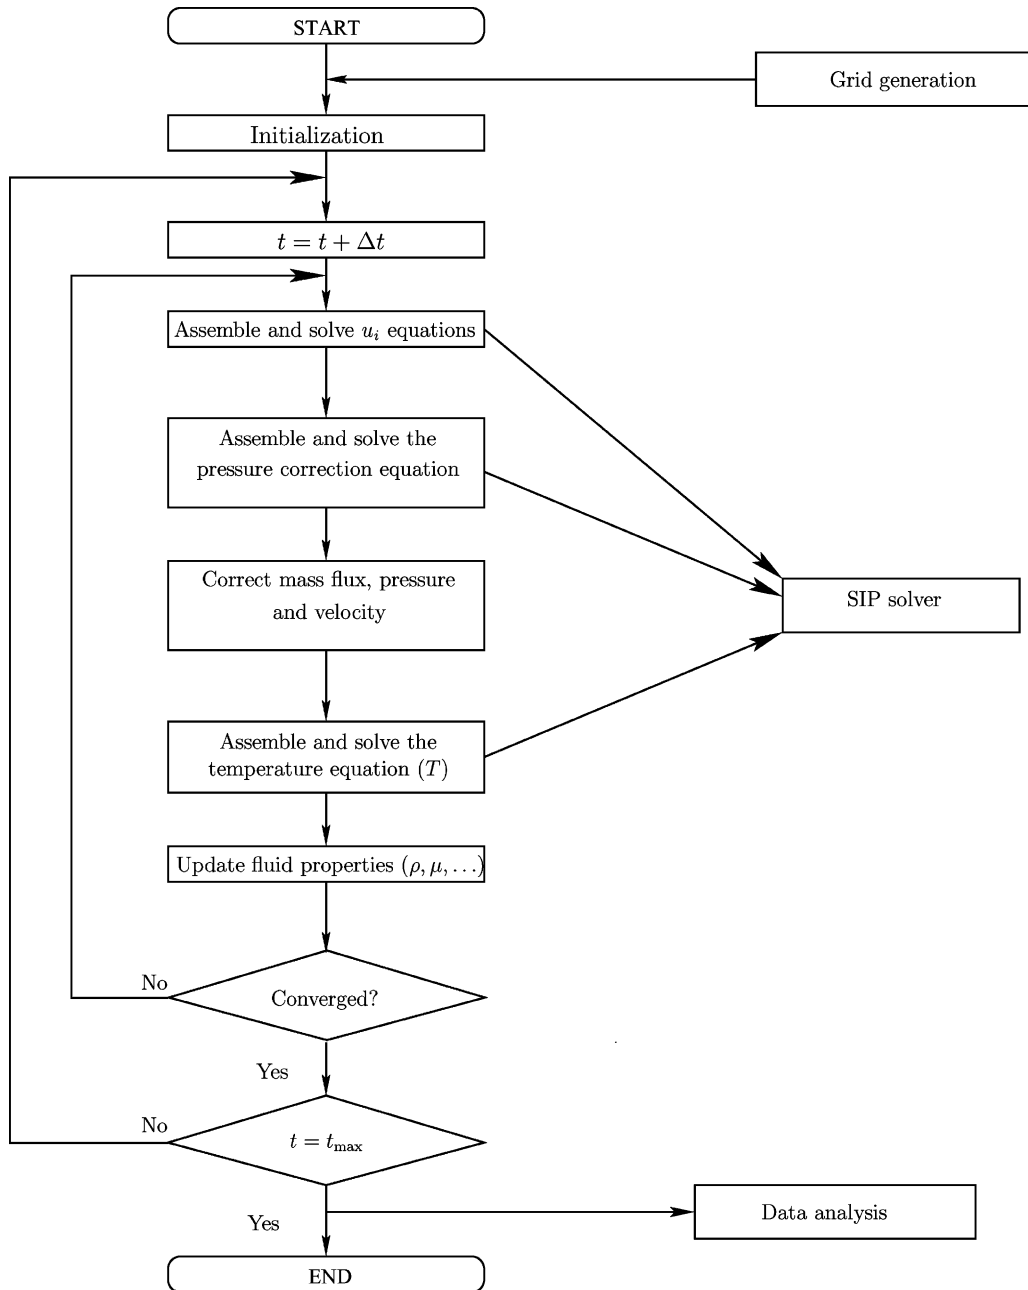 START
Grid generation
Initialization
t = t + Δt
Assemble and solve uᵢ equations
Assemble and solve the
pressure correction equation
Correct mass flux, pressure
and velocity
SIP solver
Assemble and solve the
temperature equation (T)
Update fluid properties (ρ, μ, ...)
No
Converged?
Yes
No
t = tmax
Yes
Data analysis
END